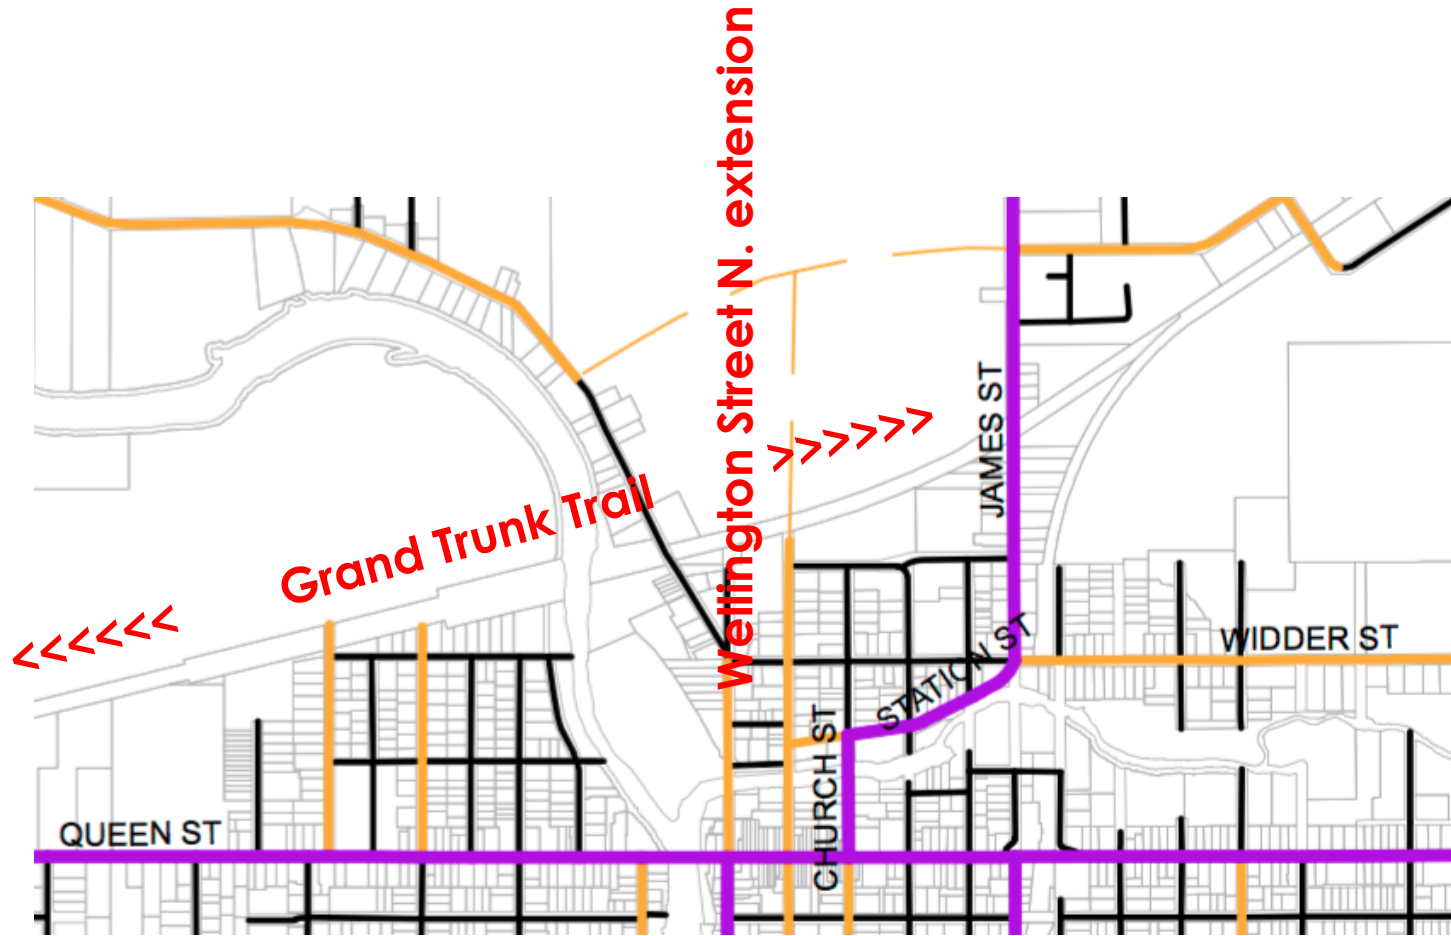 Wellington Street N. extension
>>>>>>
JAMES ST
Grand Trunk Trail
<<<<<<
WIDDER ST
STATION ST
CHURCH ST
QUEEN ST